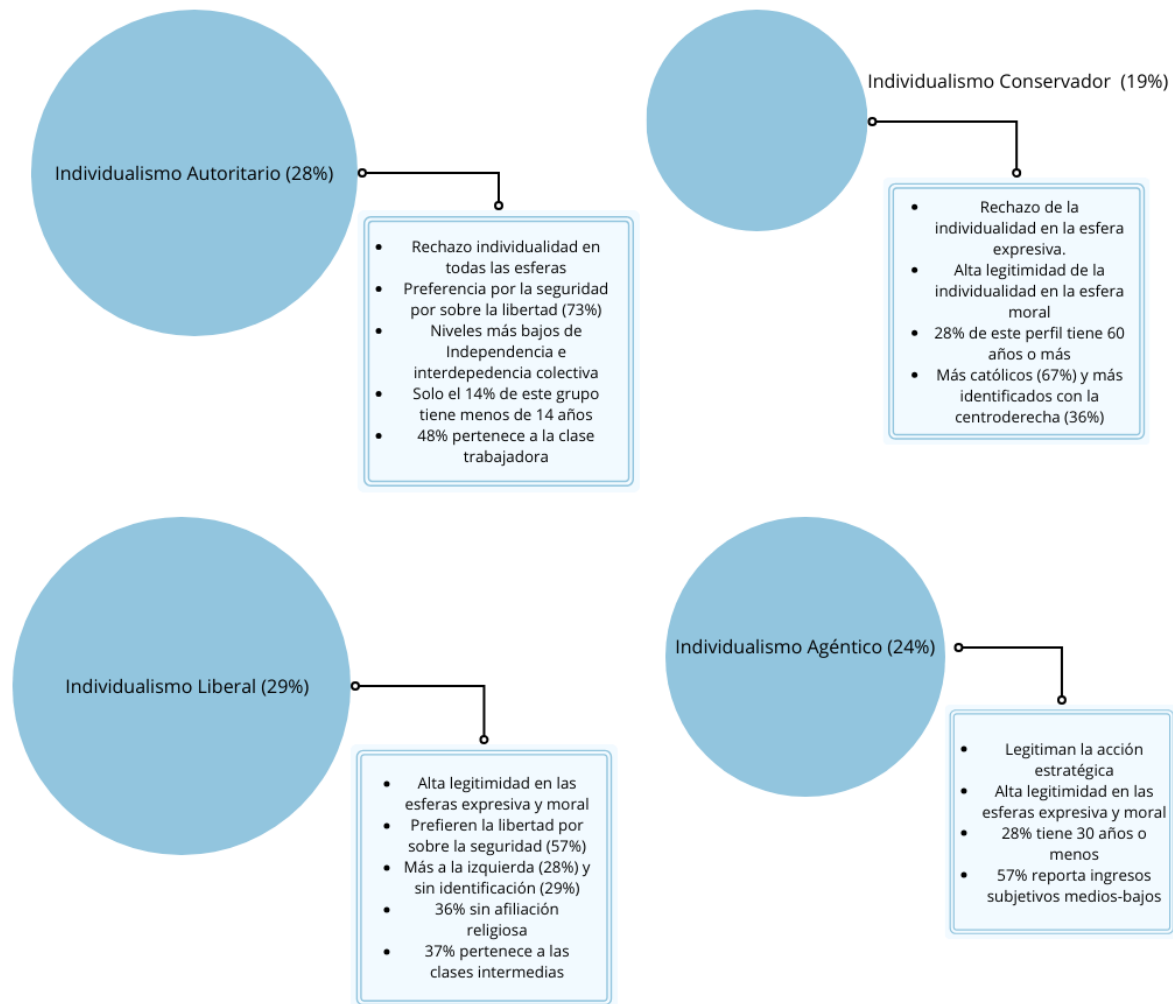 Individualismo Autoritario (28%)
• Rechazo individualidad en
todas las esferas
• Preferencia por la seguridad
por sobre la libertad (73%)
• Niveles más bajos de
Independencia e
interdepedencia colectiva
• Solo el 14% de este grupo
tiene menos de 14 años
• 48% pertenece a la clase
trabajadora
Individualismo Conservador (19%)
• Rechazo de la
individualidad en la esfera
expresiva.
• Alta legitimidad de la
individualidad en la esfera
moral
• 28% de este perfil tiene 60
años o más
• Más católicos (67%) y más
identificados con la
centroderecha (36%)
Individualismo Liberal (29%)
• Alta legitimidad en las
esferas expresiva y moral
• Prefieren la libertad por
sobre la seguridad (57%)
• Más a la izquierda (28%) y
sin identificación (29%)
• 36% sin afiliación
religiosa
• 37% pertenece a las
clases intermedias
Individualismo Agéntico (24%)
• Legitiman la acción
estratégica
• Alta legitimidad en las
esferas expresiva y moral
• 28% tiene 30 años o
menos
• 57% reporta ingresos
subjetivos medios-bajos